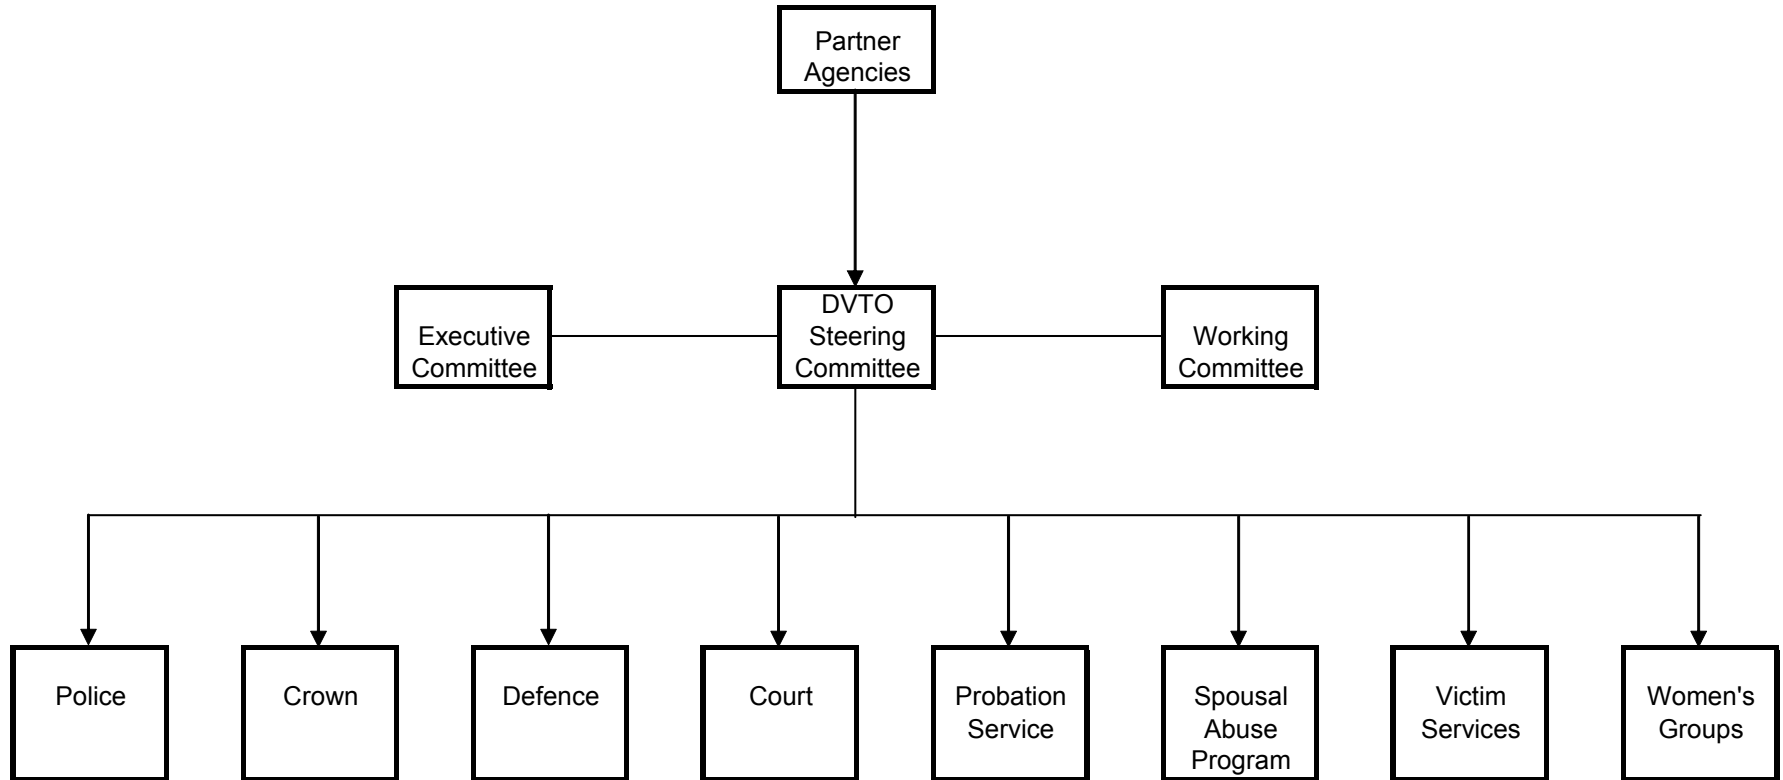 Partner
Agencies
Executive
Committee
DVTO
Steering
Committee
Working
Committee
Police
Crown
Defence
Court
Probation
Service
Spousal
Abuse
Program
Victim
Services
Women's
Groups